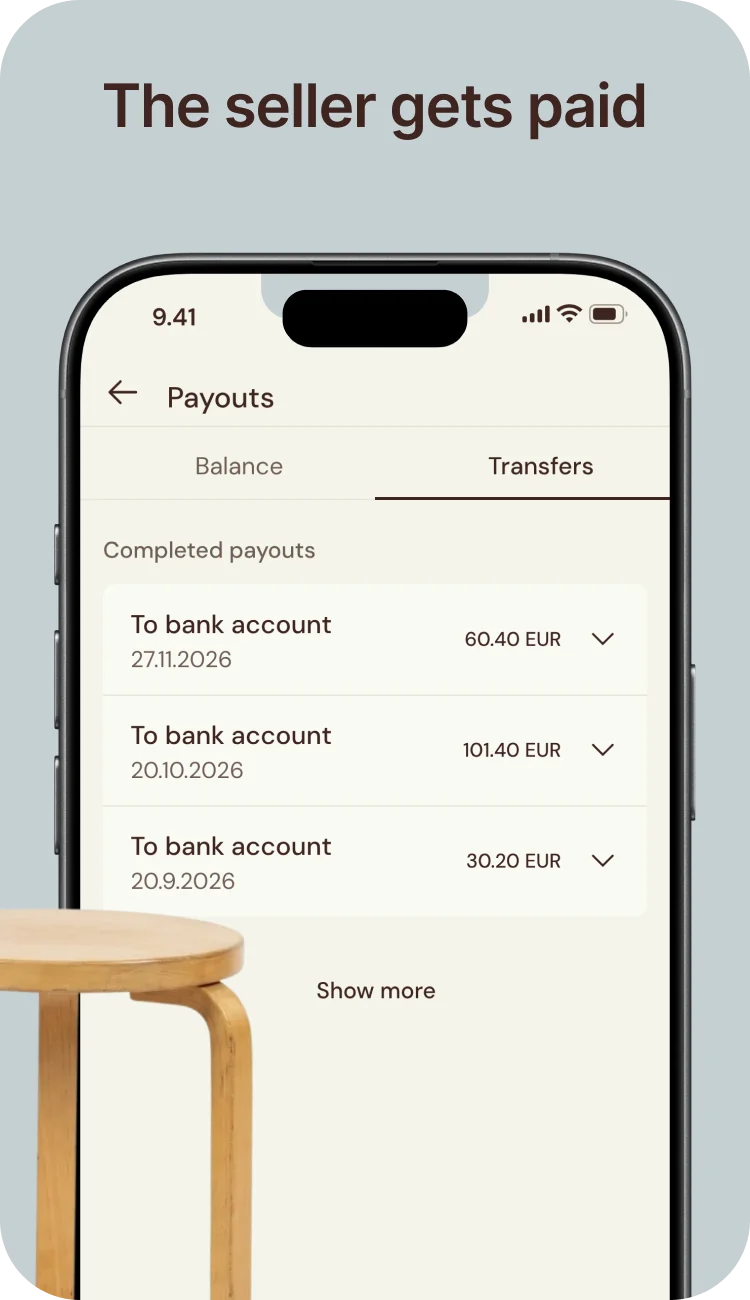 The seller gets paid
9.41
Payouts
Balance
Transfers
Completed payouts
To bank account
27.11.2026
60.40 EUR
To bank account
20.10.2026
101.40 EUR
To bank account
20.9.2026
30.20 EUR
Show more